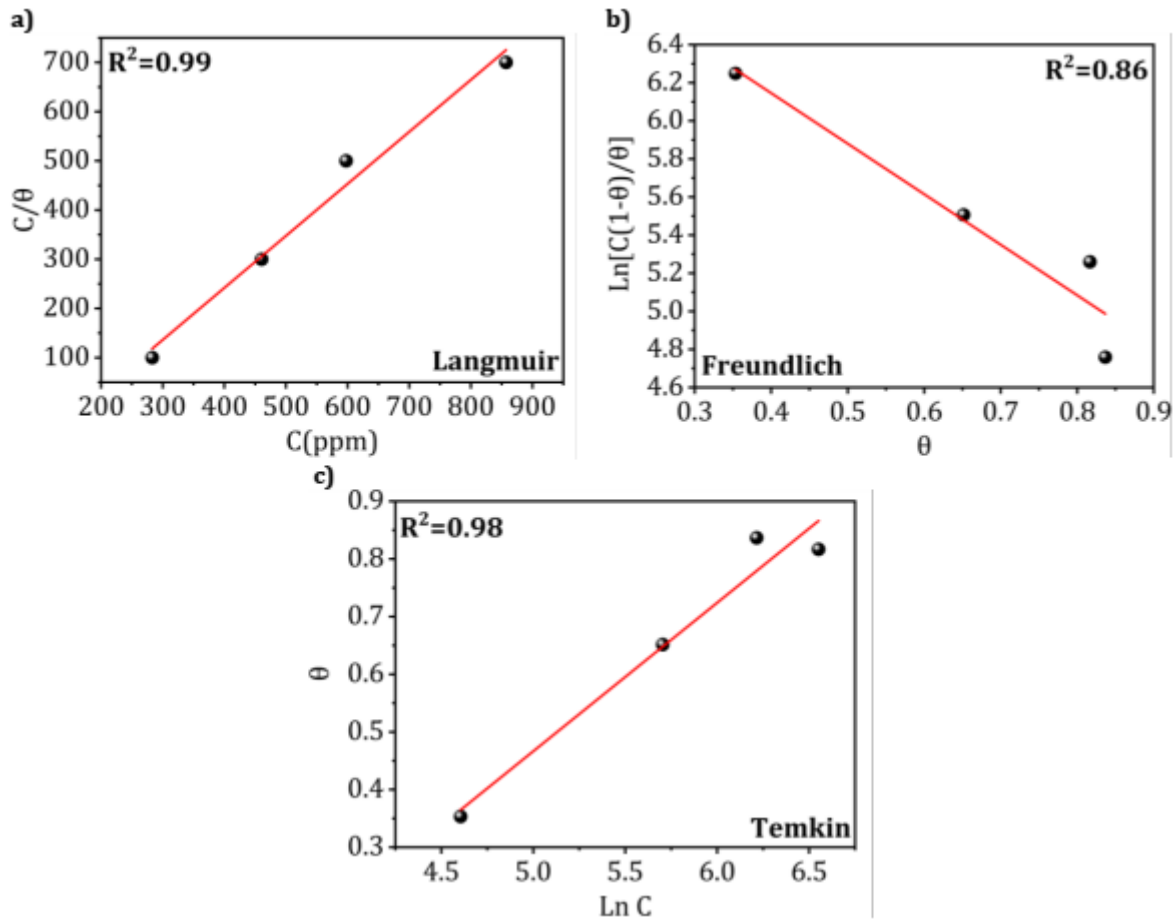 a)
R²=0.99
C/θ
700
600
500
400
300
200
100
200 300 400 500 600 700 800 900
C(ppm)
Langmuir
b)
R²=0.86
Ln[C(1-θ)/θ]
6.4
6.2
6.0
5.8
5.6
5.4
5.2
5.0
4.8
4.6
0.3 0.4 0.5 0.6 0.7 0.8 0.9
θ
Freundlich
c)
R²=0.98
θ
0.9
0.8
0.7
0.6
0.5
0.4
0.3
4.5 5.0 5.5 6.0 6.5
Ln C
Temkin